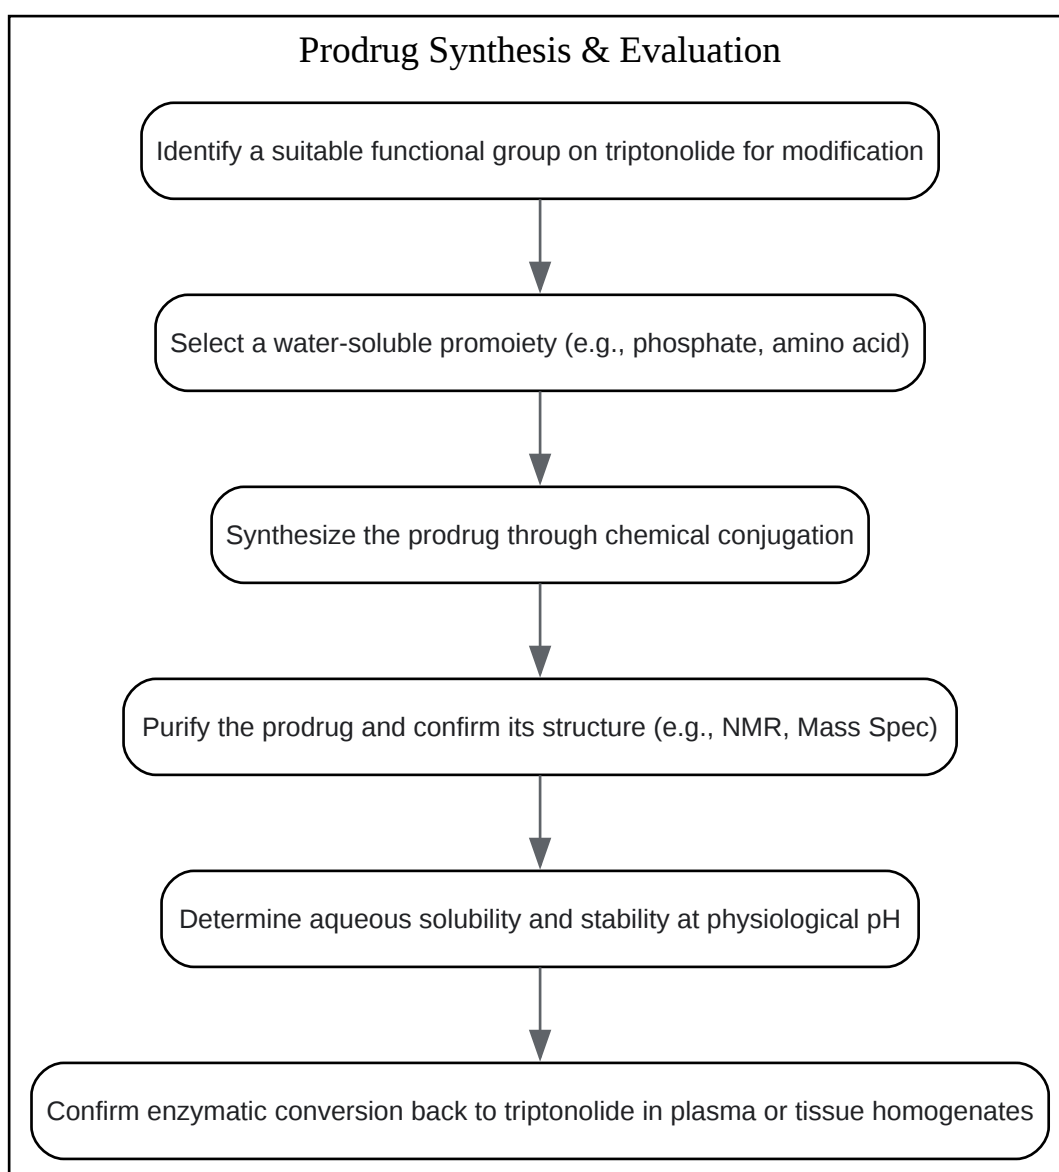 Prodrug Synthesis & Evaluation
Identify a suitable functional group on triptonolide for modification
Select a water-soluble promoiety (e.g., phosphate, amino acid)
Synthesize the prodrug through chemical conjugation
Purify the prodrug and confirm its structure (e.g., NMR, Mass Spec)
Determine aqueous solubility and stability at physiological pH
Confirm enzymatic conversion back to triptonolide in plasma or tissue homogenates